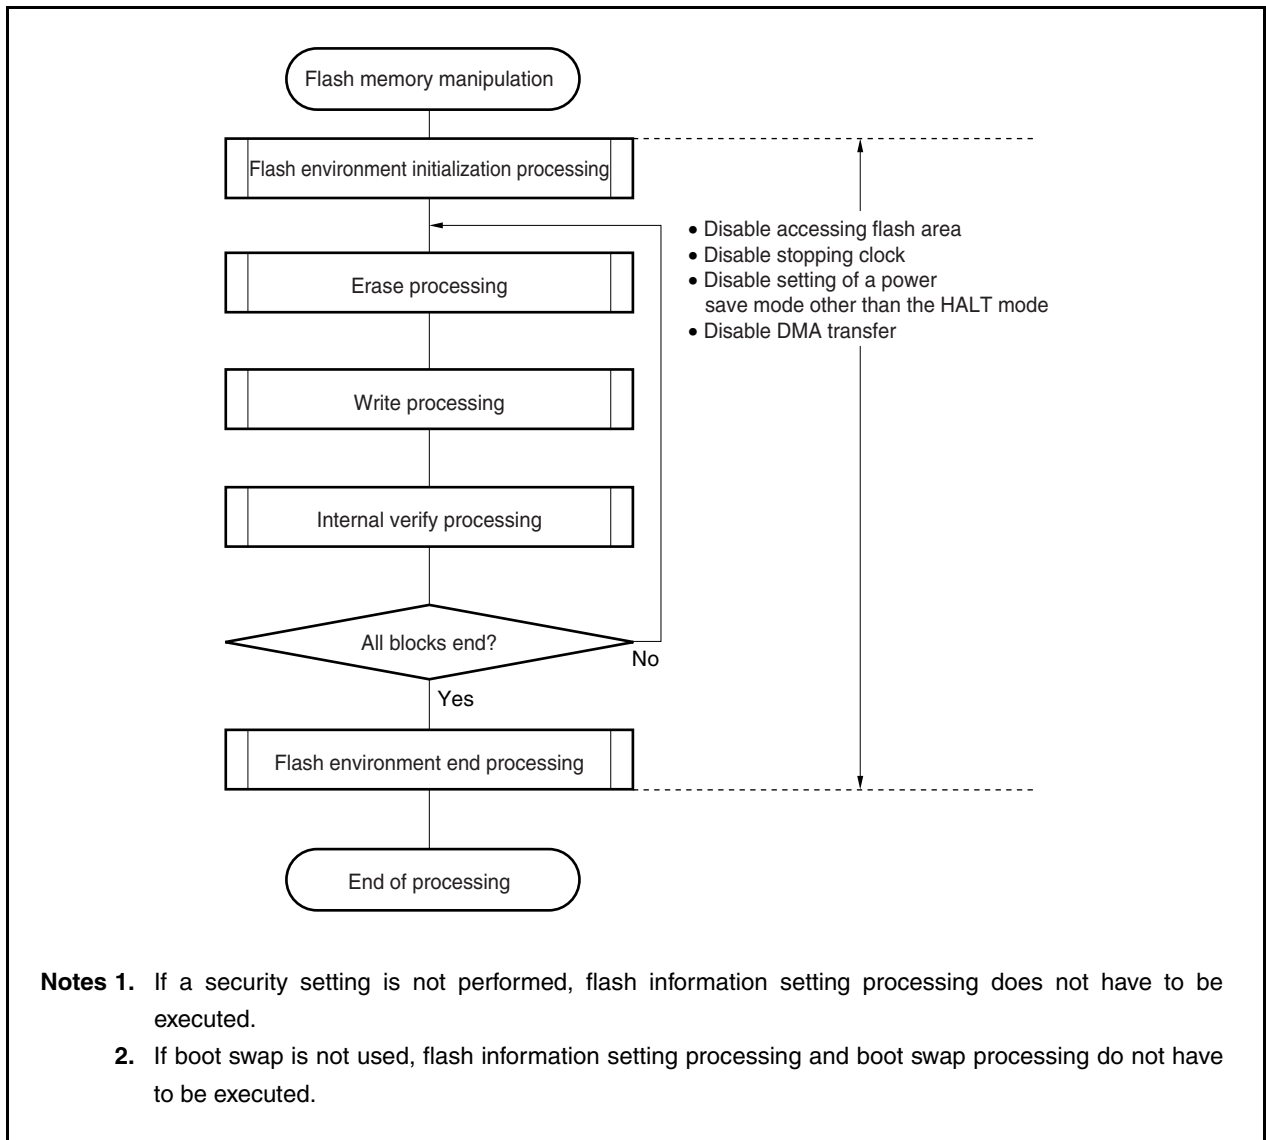 Flash memory manipulation
Flash environment initialization processing
• Disable accessing flash area
• Disable stopping clock
• Disable setting of a power
save mode other than the HALT mode
• Disable DMA transfer
Erase processing
Write processing
Internal verify processing
All blocks end?
No
Yes
Flash environment end processing
End of processing
Notes 1. If a security setting is not performed, flash information setting processing does not have to be
executed.
2. If boot swap is not used, flash information setting processing and boot swap processing do not have
to be executed.